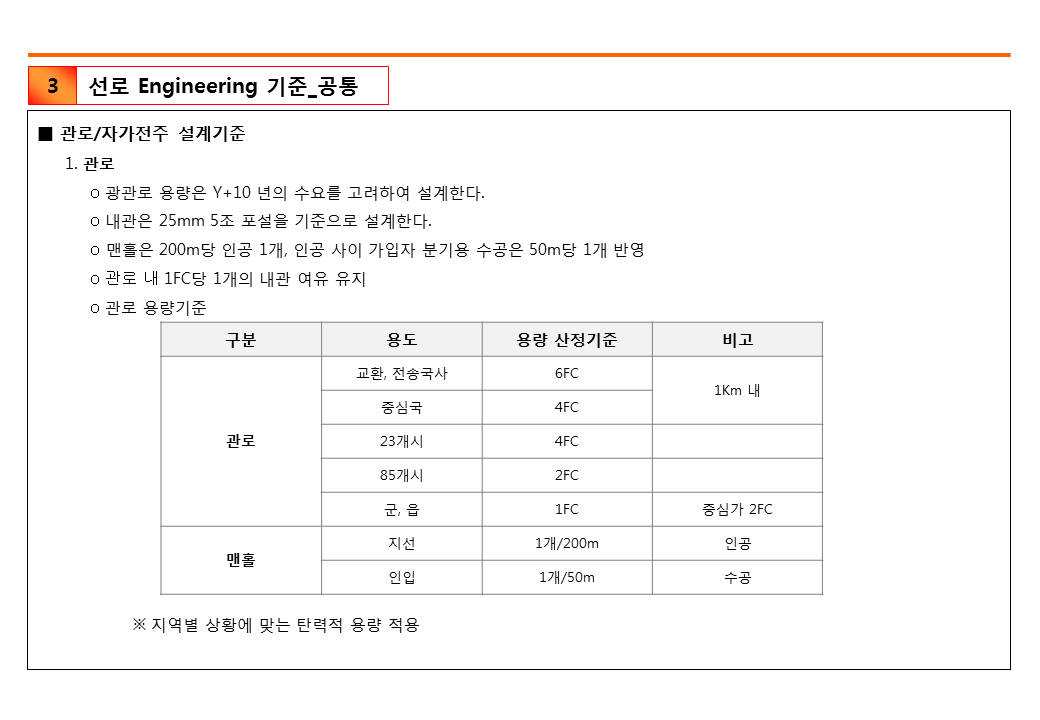 3 선로 Engineering 기준_공통
■ 관로/자가전주 설계기준
1. 관로
○ 광관로 용량은 Y+10 년의 수요를 고려하여 설계한다.
○ 내관은 25mm 5조 포설을 기준으로 설계한다.
○ 맨홀은 200m당 인공 1개, 인공 사이 가입자 분기용 수공은 50m당 1개 반영
○ 관로 내 1FC당 1개의 내관 여유 유지
○ 관로 용량기준
구분 용도 용량 산정기준 비고
관로 교환, 전송국사 6FC 1Km 내
중심국 4FC
23개시 4FC
85개시 2FC
군, 읍 1FC 중심가 2FC
맨홀 지선 1개/200m 인공
인입 1개/50m 수공
※ 지역별 상황에 맞는 탄력적 용량 적용